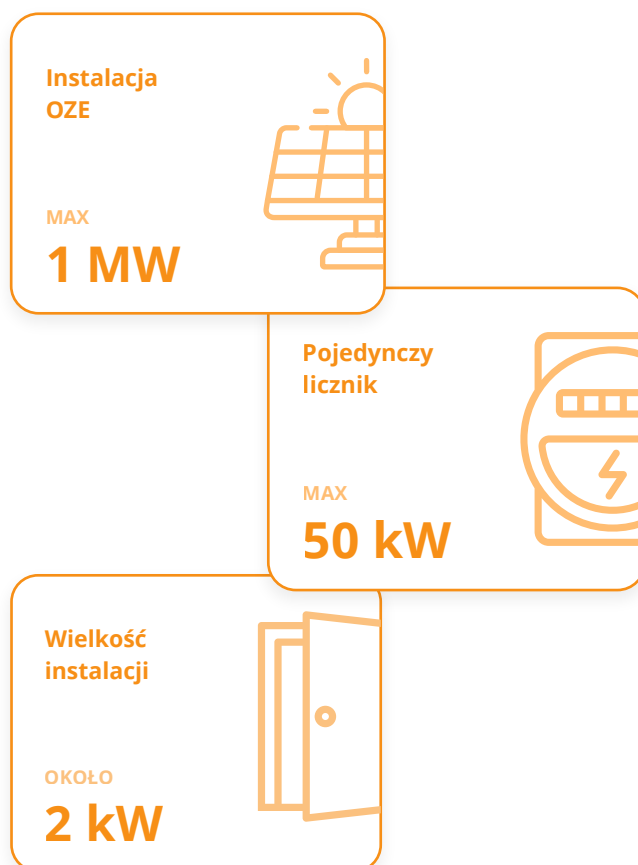 Instalacja
OZE
MAX
1 MW
Pojedynczy
licznik
MAX
50 kW
Wielkość
instalacji
OKOŁO
2 kW